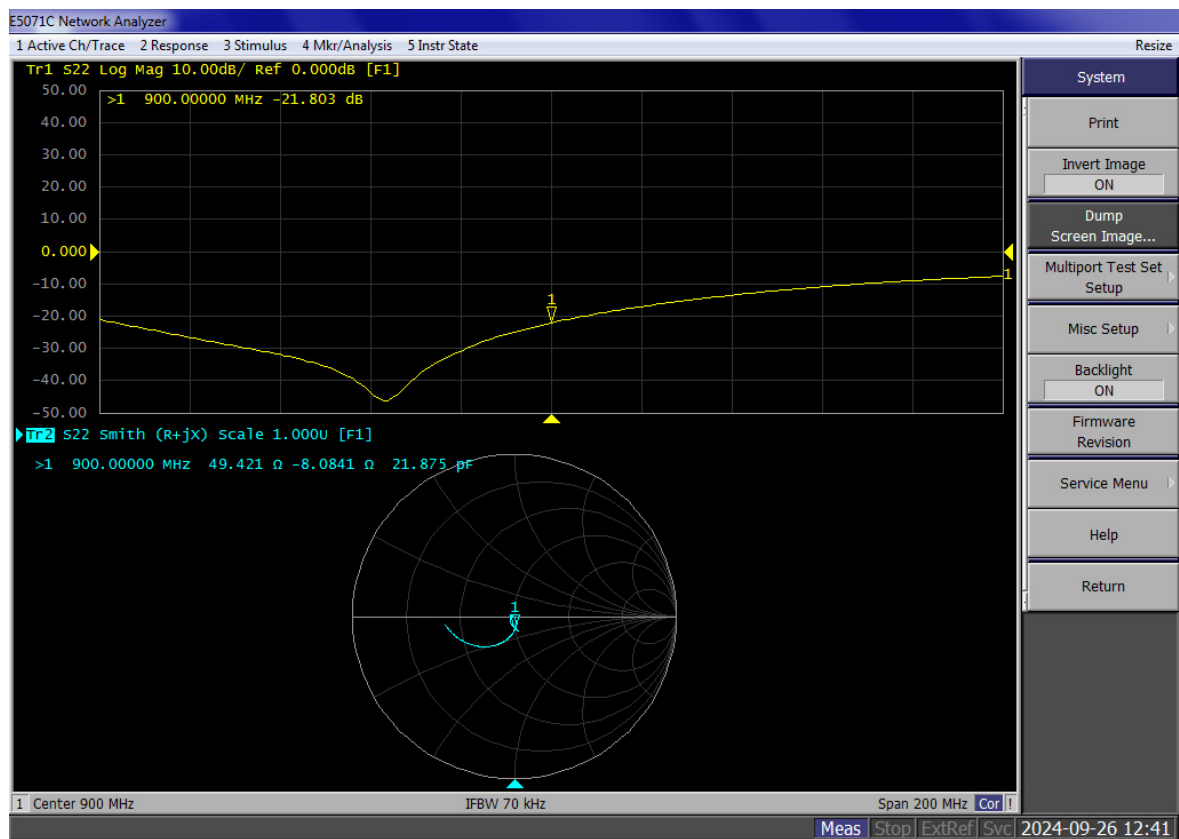 E5071C Network Analyzer
1 Active Ch/Trace 2 Response 3 Stimulus 4 Mkr/Analysis 5 Instr State Resize
Tr1 S22 Log Mag 10.00dB/ Ref 0.000dB [F1]
>1 900.00000 MHz -21.803 dB
50.00
40.00
30.00
20.00
10.00
0.000
-10.00
-20.00
-30.00
-40.00
-50.00
1
1
Tr2 S22 Smith (R+jX) Scale 1.000U [F1]
>1 900.00000 MHz 49.421 Ω -8.0841 Ω 21.875 pF
1
1 Center 900 MHz IFBW 70 kHz Span 200 MHz Cor !
System
Print
Invert Image
ON
Dump
Screen Image...
Multiport Test Set
Setup
Misc Setup
Backlight
ON
Firmware
Revision
Service Menu
Help
Return
Meas Stop ExtRef Svc 2024-09-26 12:41